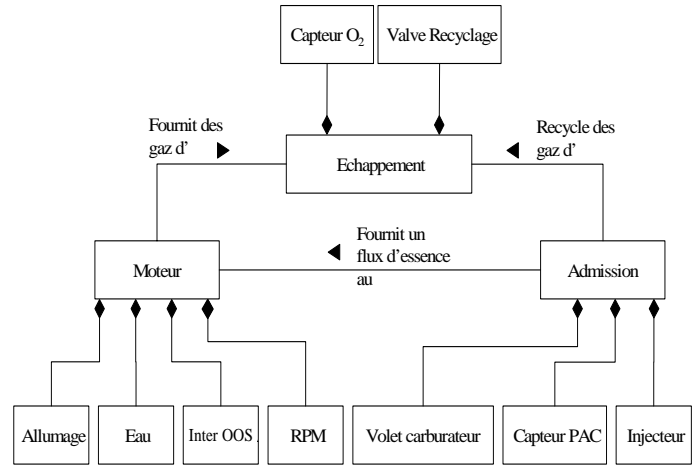 Capteur O2
Valve Recyclage
Fournit des
gaz d'
Recycle des
gaz d'
Echappement
Fournit un
flux d'essence
au
Moteur
Admission
Allumage
Eau
Inter OOS .
RPM
Volet carburateur
Capteur PAC
Injecteur